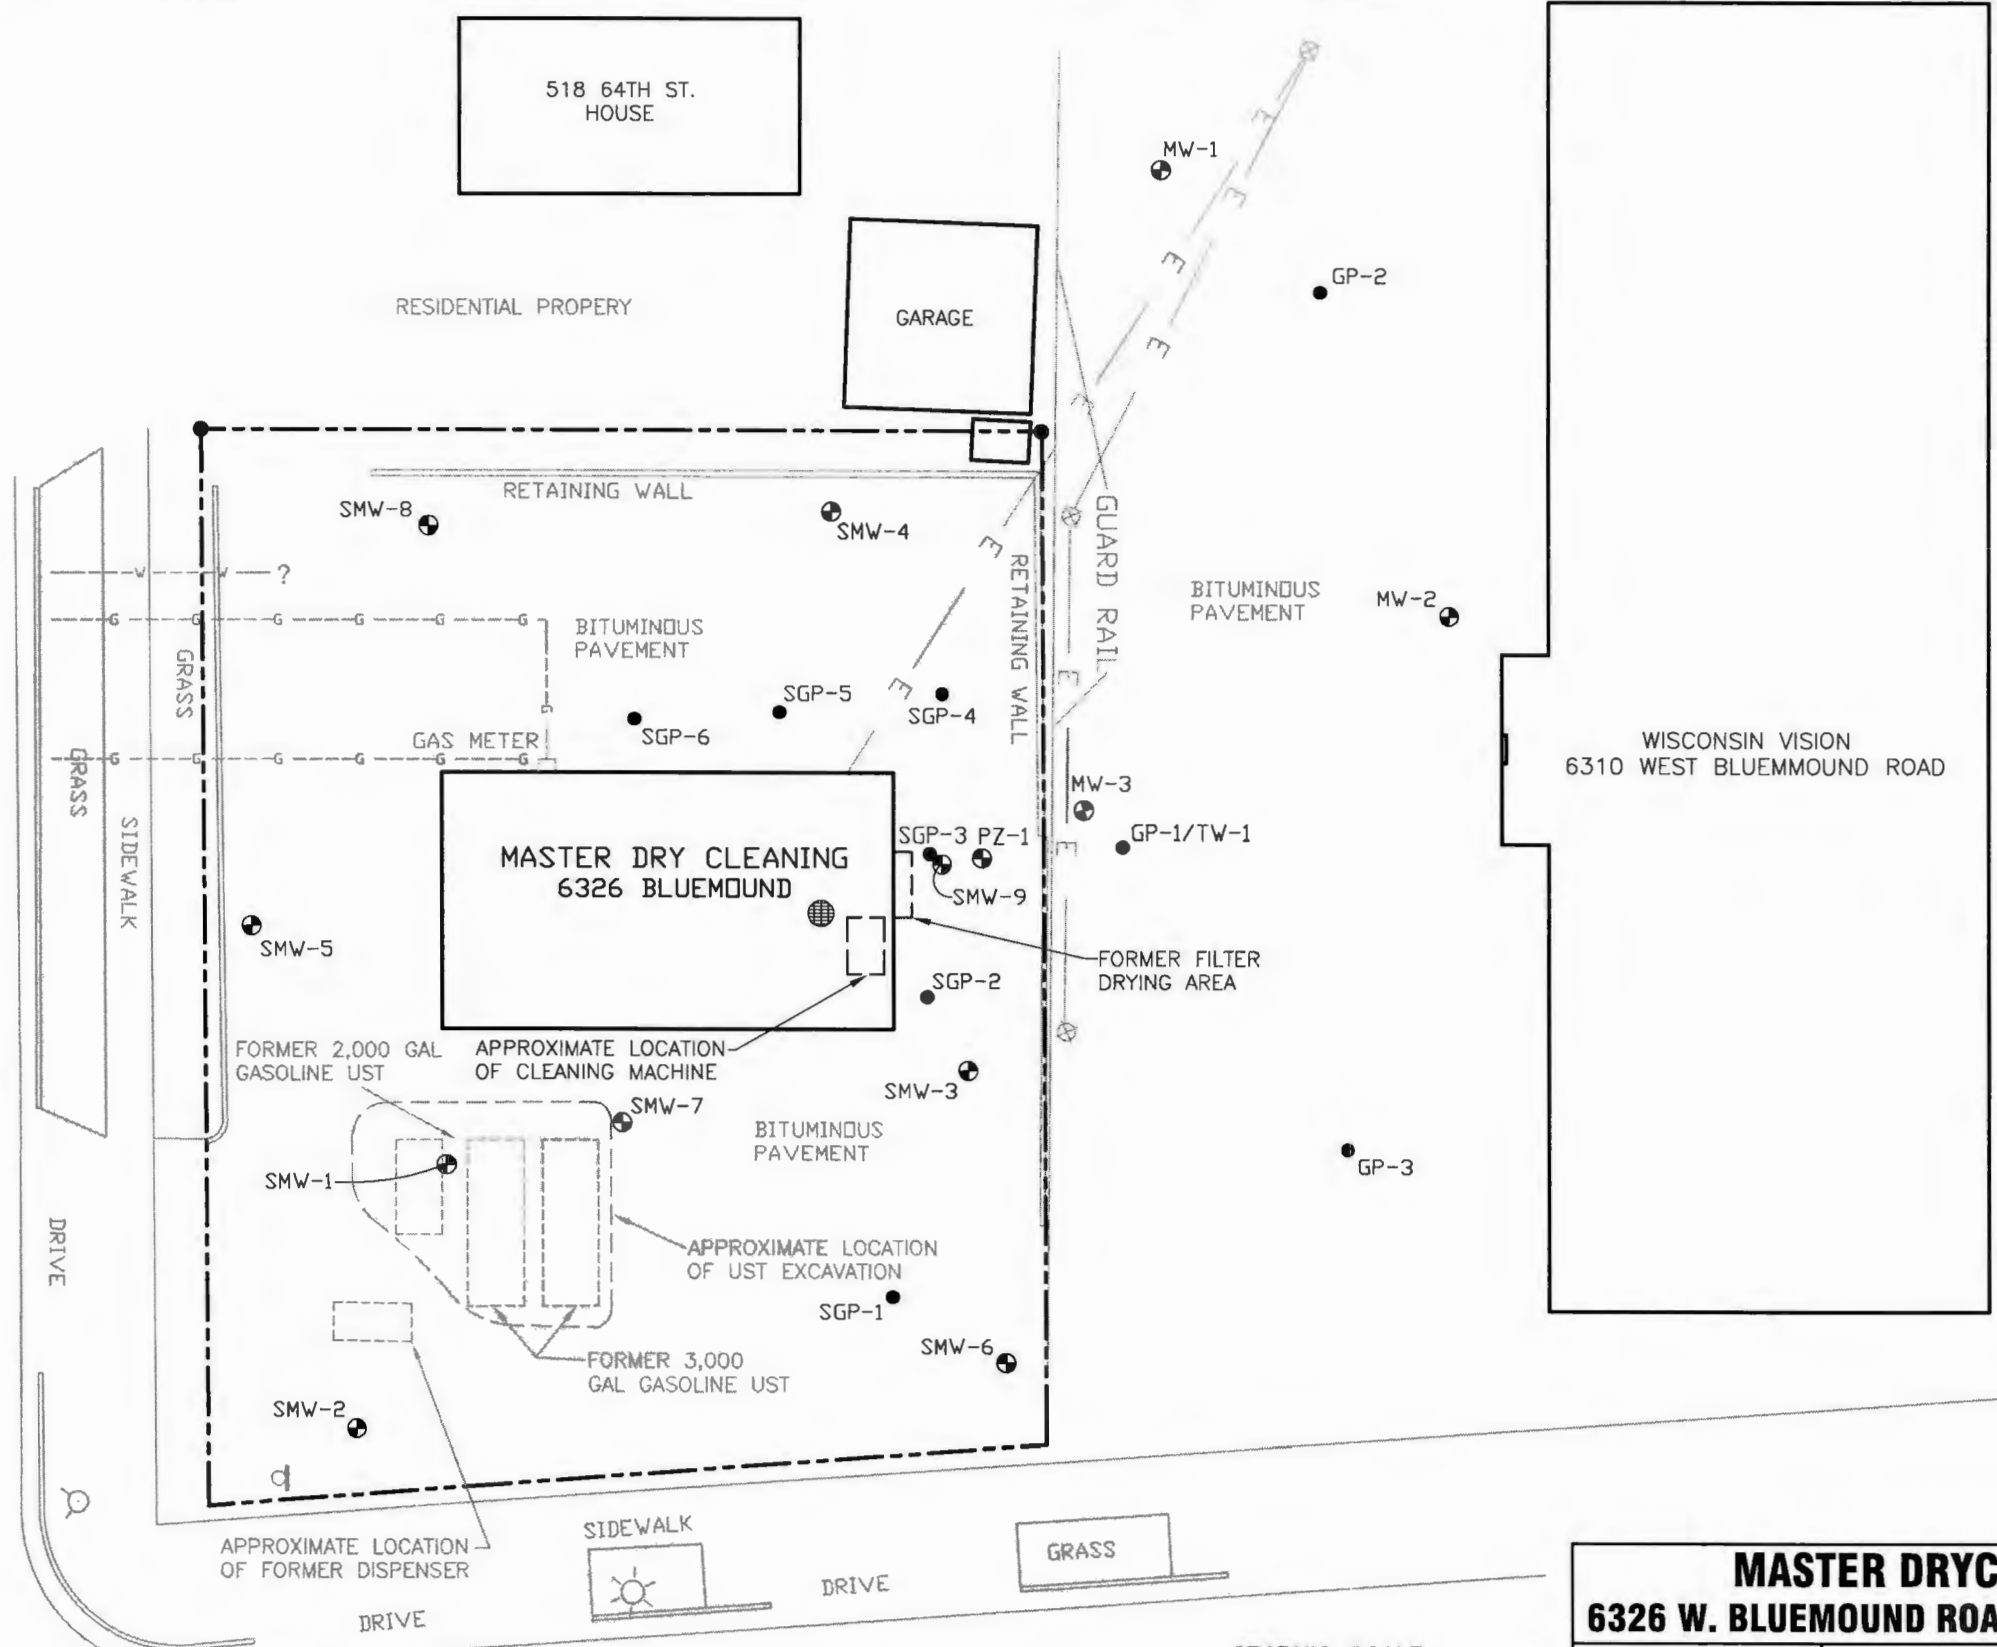 518 64TH ST.
HOUSE
MW-1
GP-2
RESIDENTIAL PROPERY
GARAGE
E
E
E
E
E
RETAINING WALL
SMW-8
SMW-4
E
GUARD RAIL
RETAINING WALL
W
W
?
G
G
G
G
G
G
BITUMINOUS
PAVEMENT
BITUMINOUS
PAVEMENT
MW-2
GRASS
GRASS
SIDEWALK
SGP-5
SGP-4
SGP-6
E
E
G
GAS METER
G
G
G
G
G
G
WISCONSIN VISION
6310 WEST BLUEMMOUND ROAD
MW-3
GP-1/TW-1
E
SGP-3 PZ-1
SMW-9
MASTER DRY CLEANING
6326 BLUEMOUND
SMW-5
FORMER FILTER
DRYING AREA
SGP-2
FORMER 2,000 GAL
GASOLINE UST
APPROXIMATE LOCATION
OF CLEANING MACHINE
SMW-3
SMW-7
BITUMINOUS
PAVEMENT
SMW-1
GP-3
DRIVE
APPROXIMATE LOCATION
OF UST EXCAVATION
SGP-1
SMW-6
FORMER 3,000
GAL GASOLINE UST
SMW-2
APPROXIMATE LOCATION
OF FORMER DISPENSER
SIDEWALK
GRASS
DRIVE
DRIVE
MASTER DRYC
6326 W. BLUEMOUND ROA